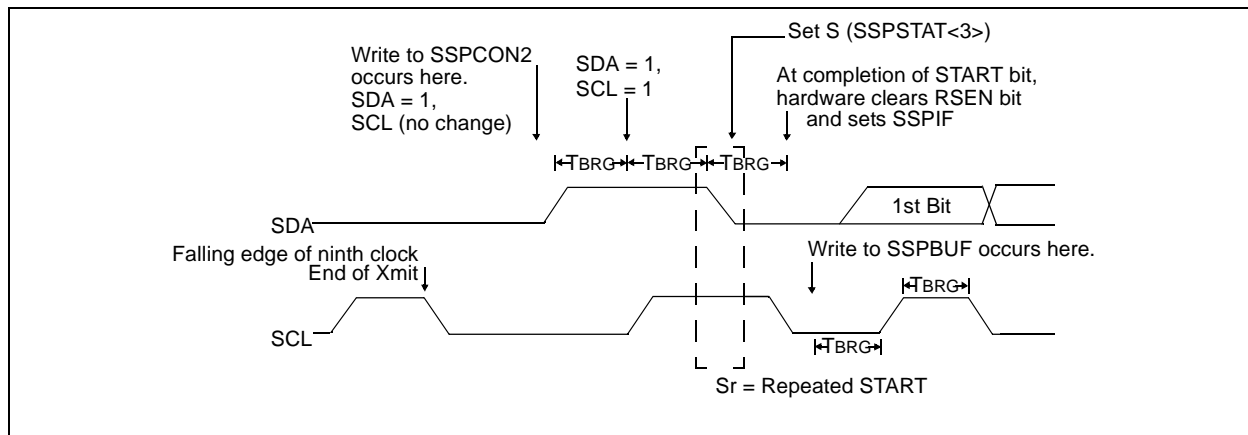 Set S (SSPSTAT<3>)
Write to SSPCON2
occurs here.
SDA = 1,
SCL (no change)
SDA = 1,
SCL = 1
At completion of START bit,
hardware clears RSEN bit
and sets SSPIF
TBRG
TBRG
TBRG
SDA
1st Bit
Falling edge of ninth clock
End of Xmit
Write to SSPBUF occurs here.
TBRG
SCL
TBRG
Sr = Repeated START